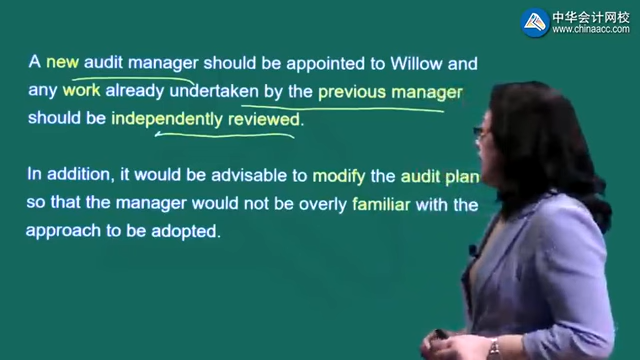 中华会计网校
www.chinaacc.com
A new audit manager should be appointed to Willow and
any work already undertaken by the previous manager
should be independently reviewed.
In addition, it would be advisable to modify the audit plan
so that the manager would not be overly familiar with the
approach to be adopted.